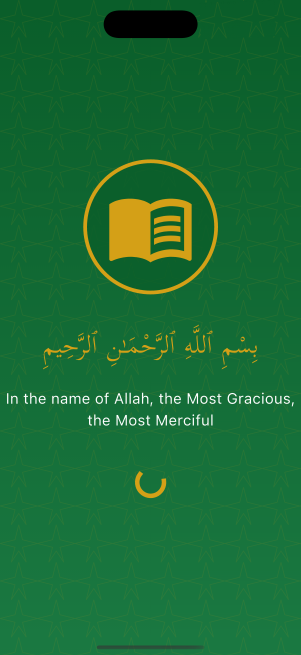 بِسْمِ ٱللَّهِ ٱلرَّحْمَـٰنِ ٱلرَّحِيمِ
In the name of Allah, the Most Gracious,
the Most Merciful